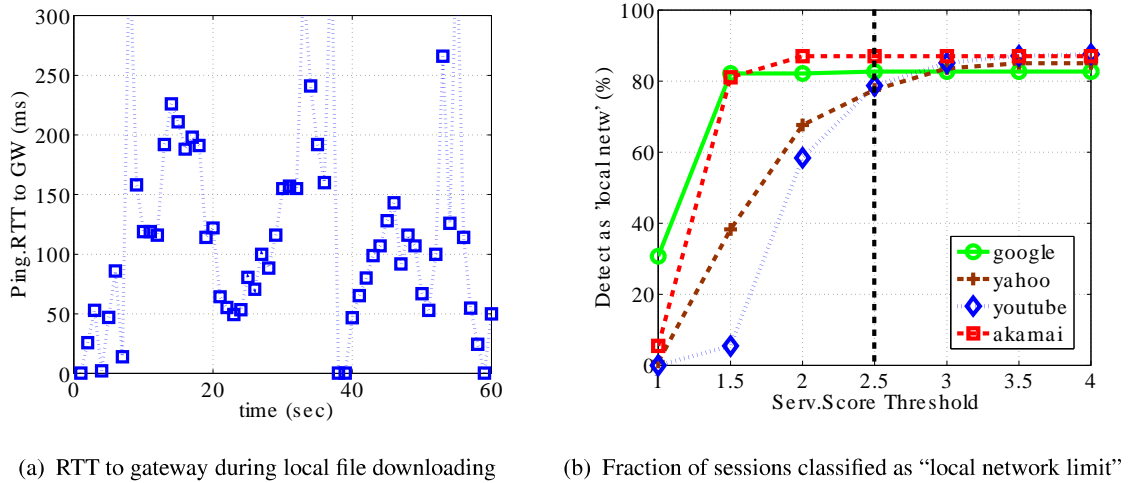 300
250
200
150
100
50
0
Ping.RTT to GW (ms)
0
20
40
60
time (sec)
(a) RTT to gateway during local file downloading
100
80
60
40
20
0
Detect as 'local netw' (%)
google
yahoo
youtube
akamai
1
1.5
2
2.5
3
3.5
4
Serv.Score Threshold
(b) Fraction of sessions classified as “local network limit”